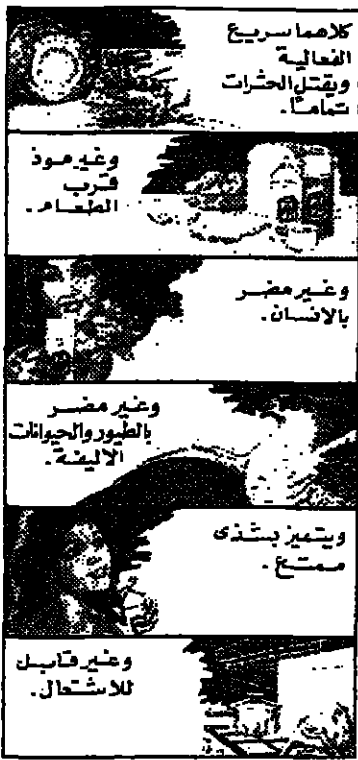 كلاهما سريع
الفعالية
ويقتل الحشرات
تماماً.
وغير موذ
قرب
الطعام.
وغير مضر
بالانسان.
وغير مضر
بالطيور والحيوانات
الاليفة.
ويتميز بشذى
ممتع.
وغير قابل
للاشتعال.